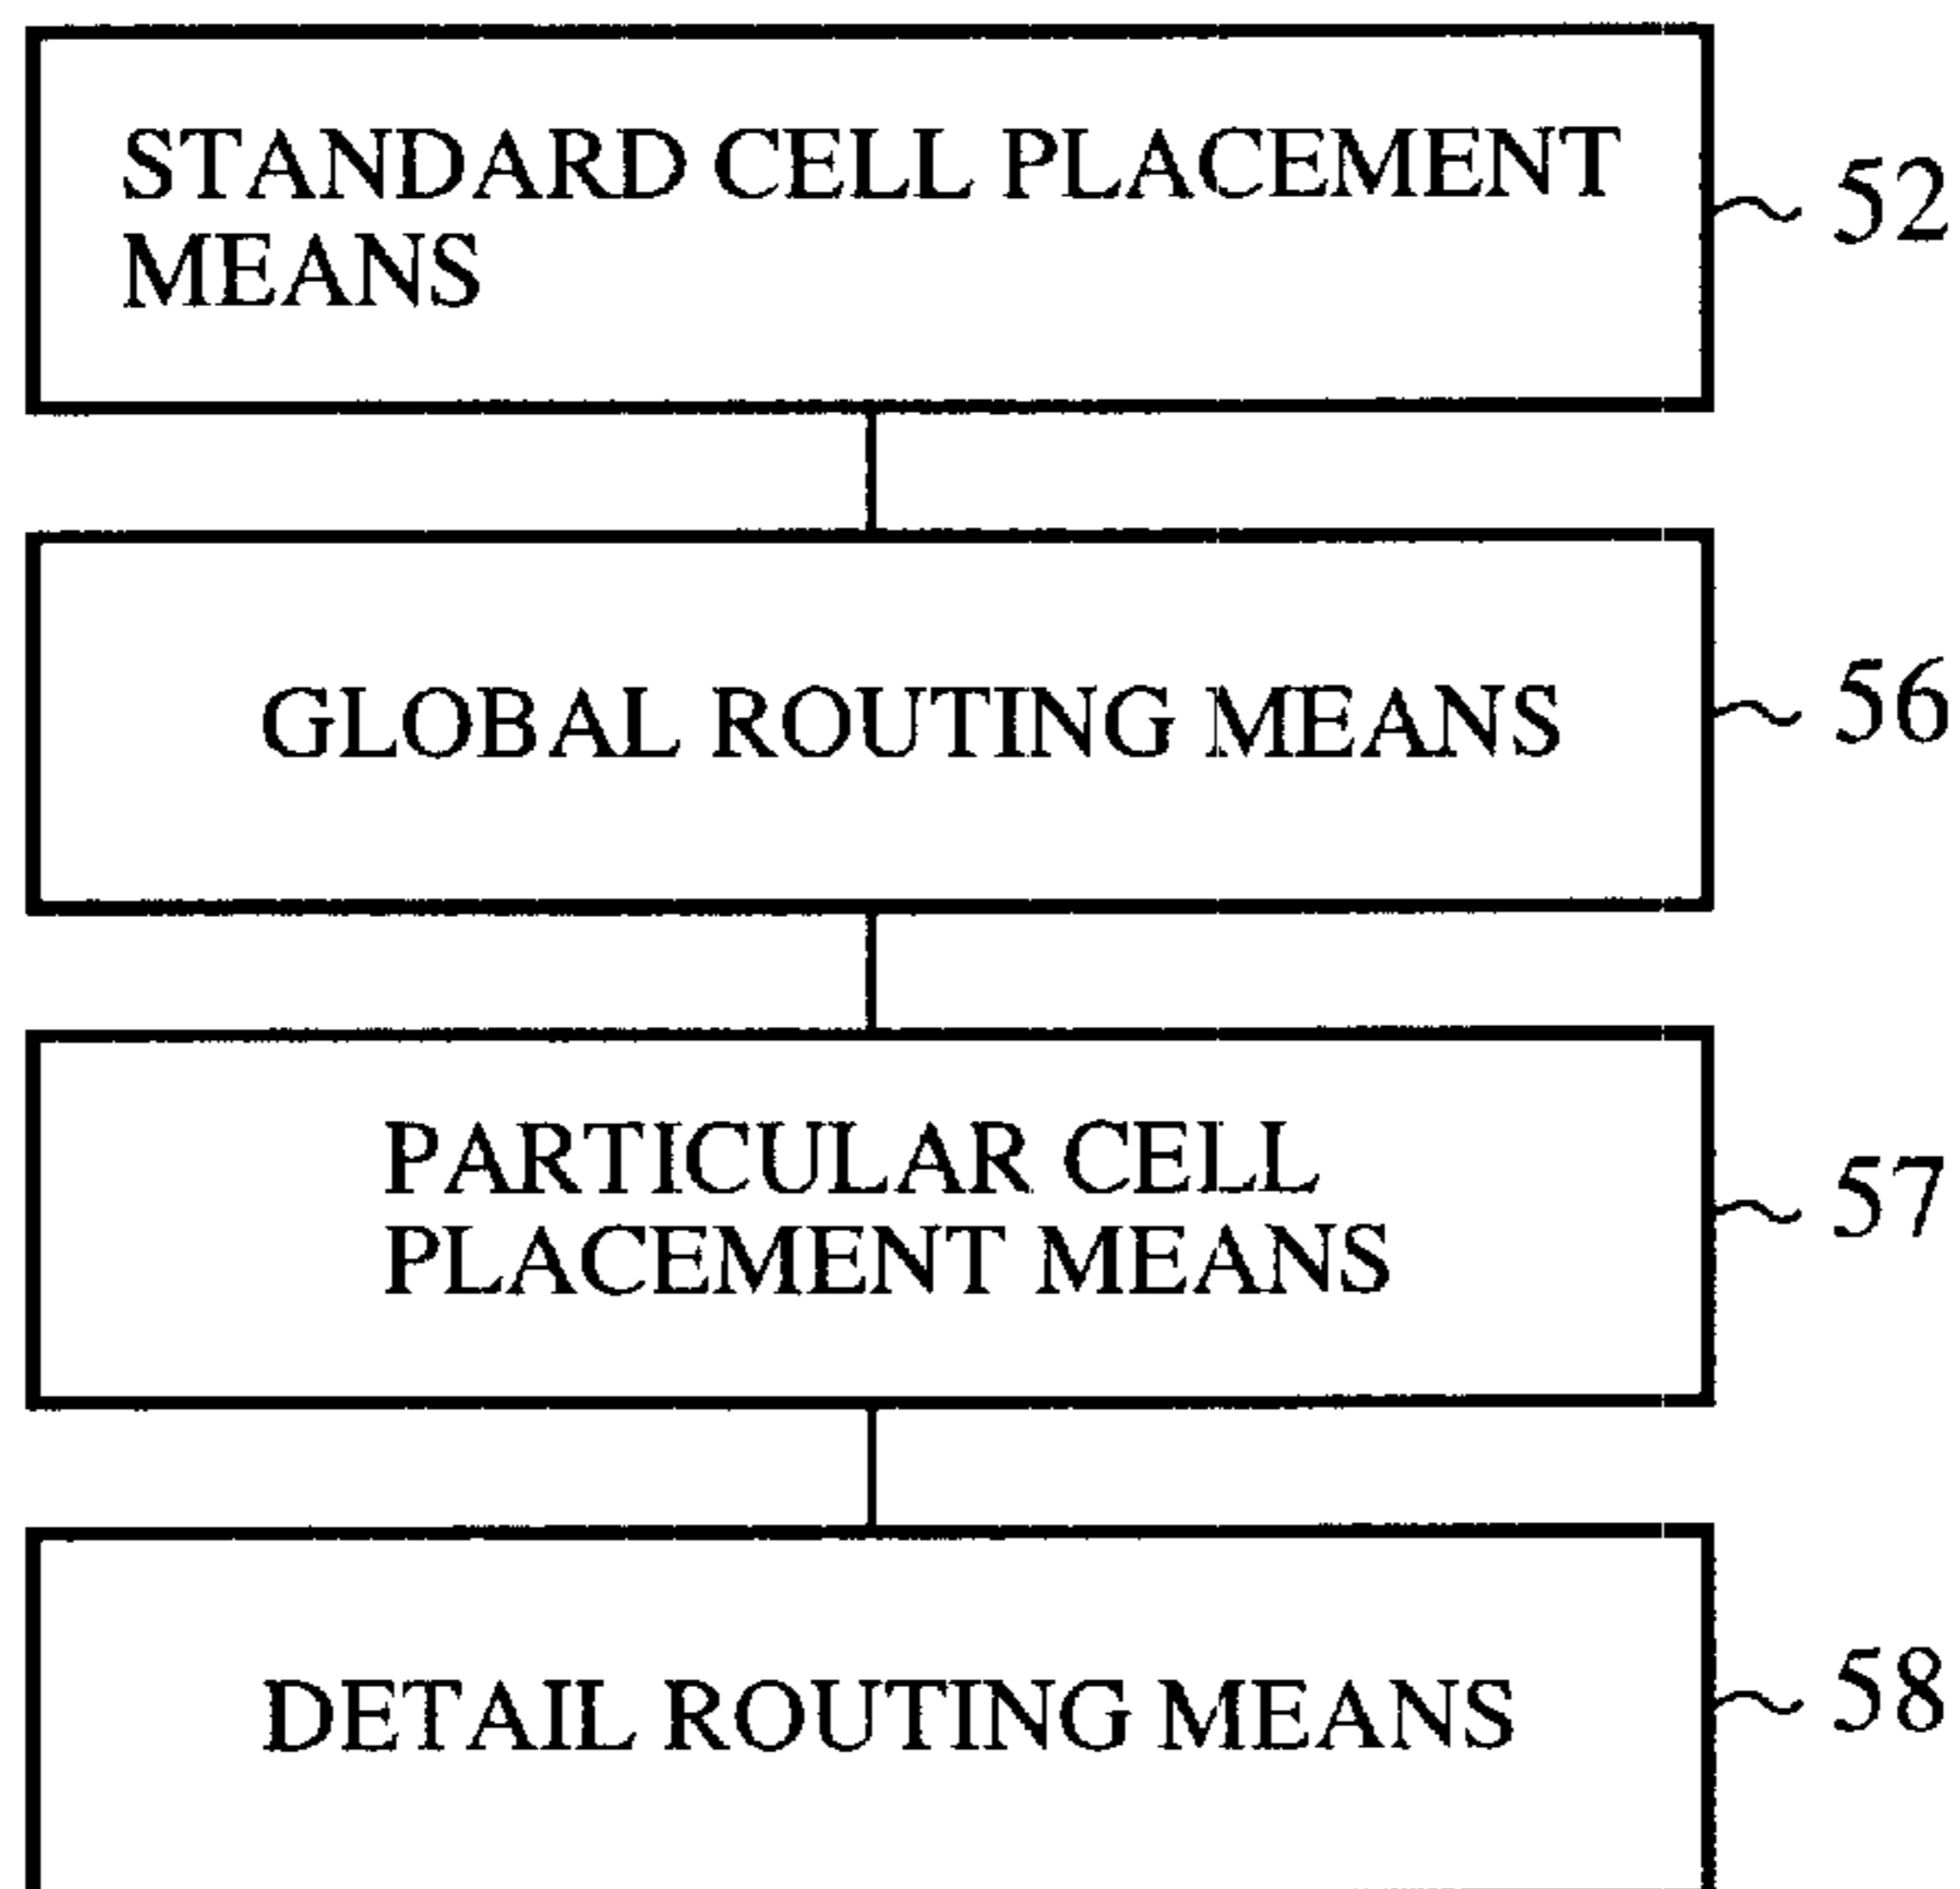 STANDARD CELL PLACEMENT
MEANS
52
GLOBAL ROUTING MEANS
56
PARTICULAR CELL
PLACEMENT MEANS
57
DETAIL ROUTING MEANS
58